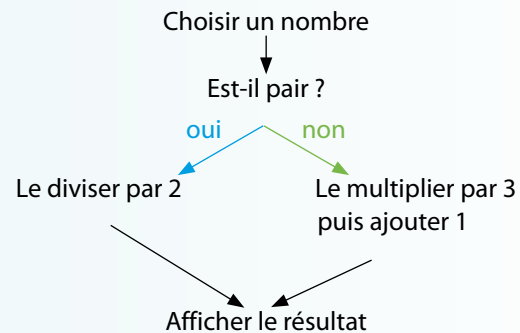 Choisir un nombre
Est-il pair ?
oui non
Le diviser par 2
Le multiplier par 3
puis ajouter 1
Afficher le résultat